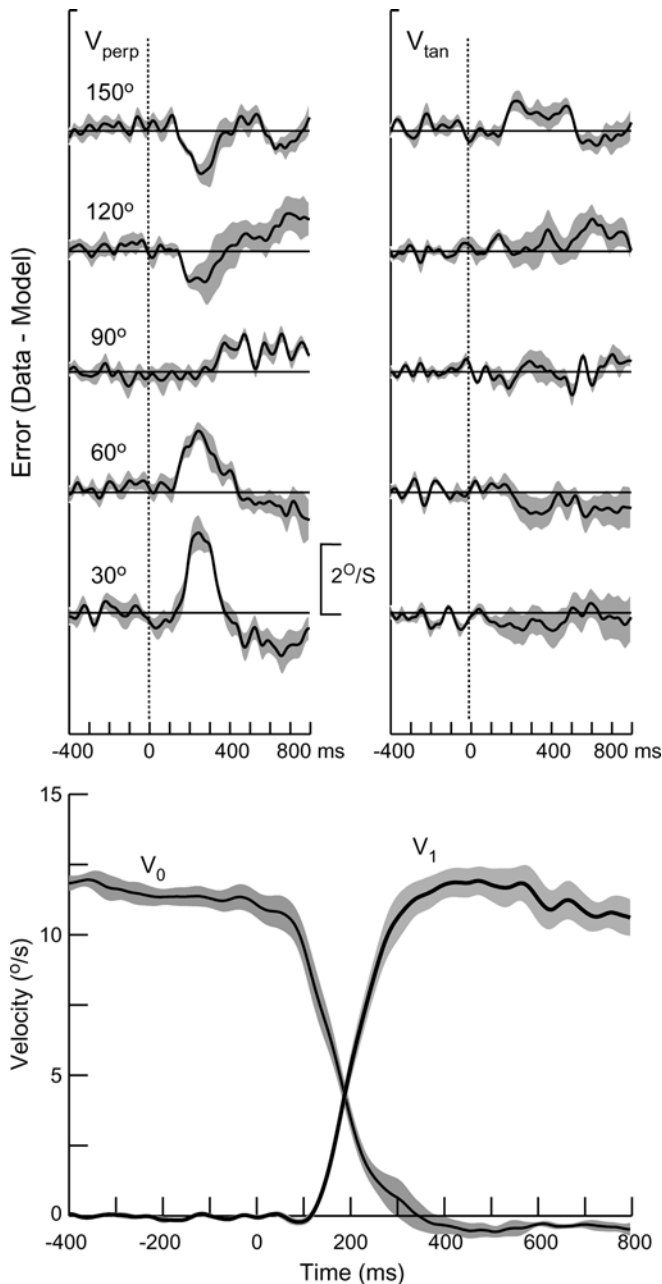 V_perp
V_tan
150°
120°
90°
60°
30°
Error (Data - Model)
2°/S
-400 0 400 800 ms
-400 0 400 800 ms
15
10
5
0
Velocity (°/s)
V_0
V_1
-400 -200 0 200 400 600 800
Time (ms)